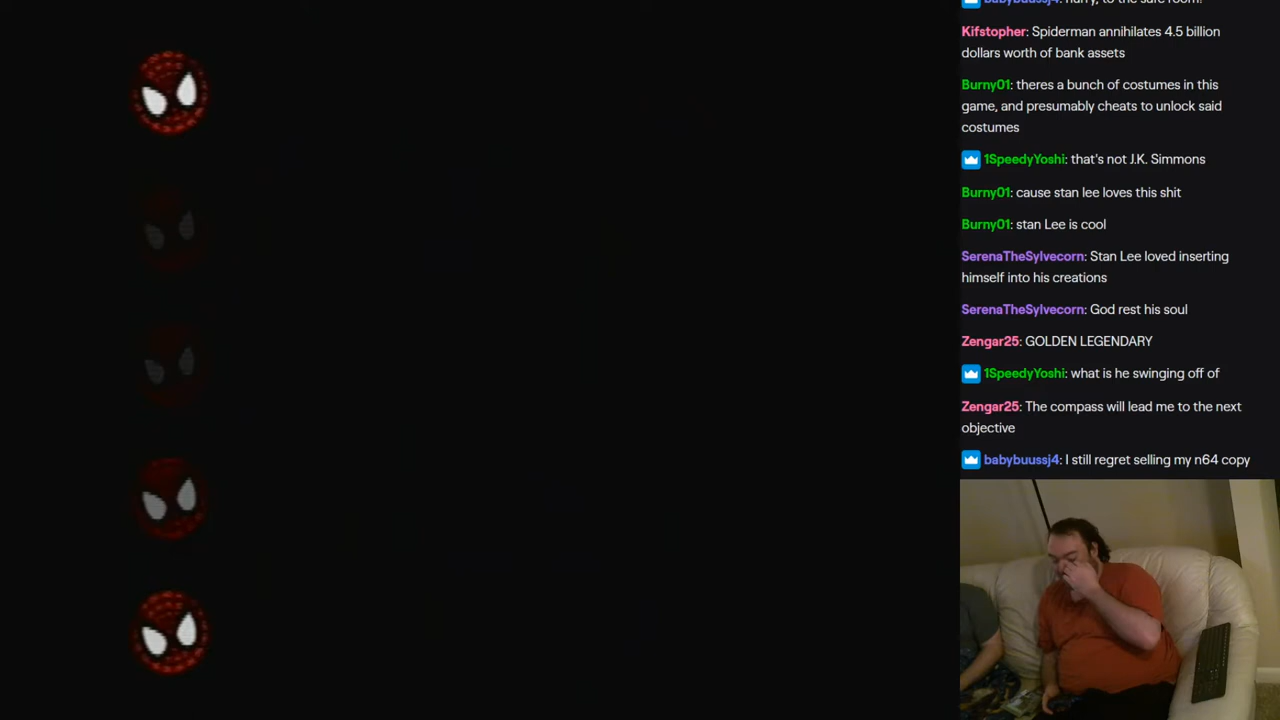 Kifstopher: Spiderman annihilates 4.5 billion
dollars worth of bank assets
Burny01: theres a bunch of costumes in this
game, and presumably cheats to unlock said
costumes
1SpeedyYoshi: that's not J.K. Simmons
Burny01: cause stan lee loves this shit
Burny01: stan Lee is cool
SerenaTheSylvecorn: Stan Lee loved inserting
himself into his creations
SerenaTheSylvecorn: God rest his soul
Zengar25: GOLDEN LEGENDARY
1SpeedyYoshi: what is he swinging off of
Zengar25: The compass will lead me to the next
objective
babybuussj4: I still regret selling my n64 copy